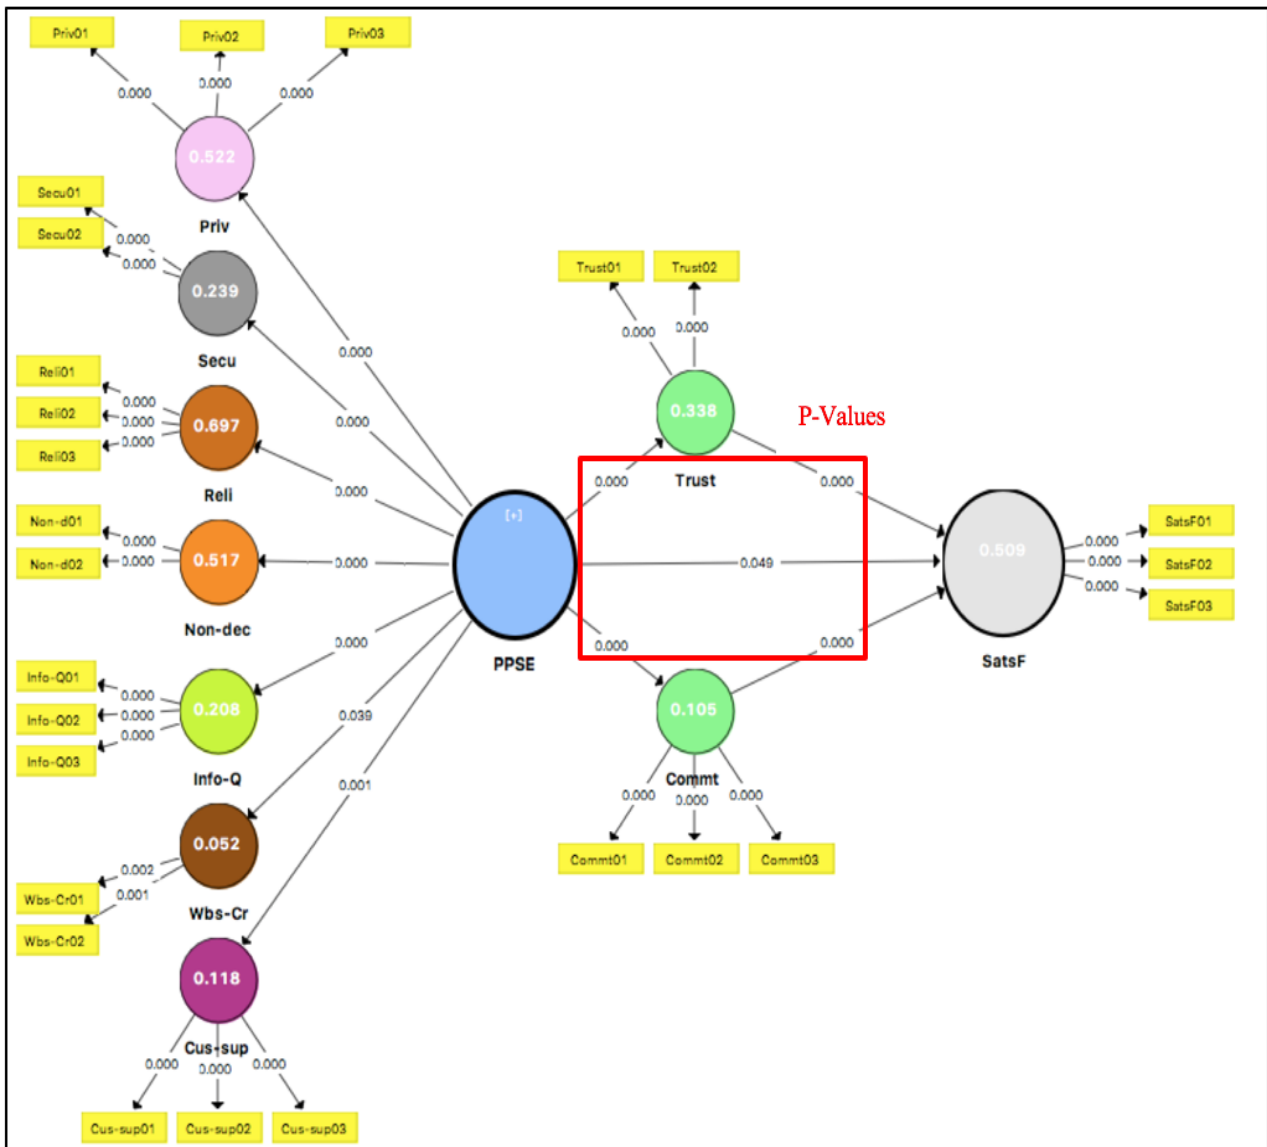 Priv01
Priv02
Priv03
0.000
0.000
0.000
0.522
Priv
Secu01
Secu02
0.000
0.000
0.239
Secu
Reli01
Reli02
Reli03
0.000
0.000
0.000
0.697
Reli
Non-d01
Non-d02
0.000
0.000
0.517
Non-dec
Info-Q01
Info-Q02
Info-Q03
0.000
0.000
0.000
0.208
Info-Q
Wbs-Cr01
Wbs-Cr02
0.002
0.001
0.052
Wbs-Cr
0.118
Cus-sup
0.000
0.000
0.000
Cus-sup01
Cus-sup02
Cus-sup03
0.000
0.000
0.000
0.000
0.000
0.039
0.001
[+]
PPSE
Trust01
Trust02
0.000
0.000
0.338
Trust
P-Values
0.000
0.000
0.049
0.000
0.000
0.105
Commt
0.000
0.000
0.000
Commt01
Commt02
Commt03
0.509
SatsF
0.000
0.000
0.000
SatsF01
SatsF02
SatsF03